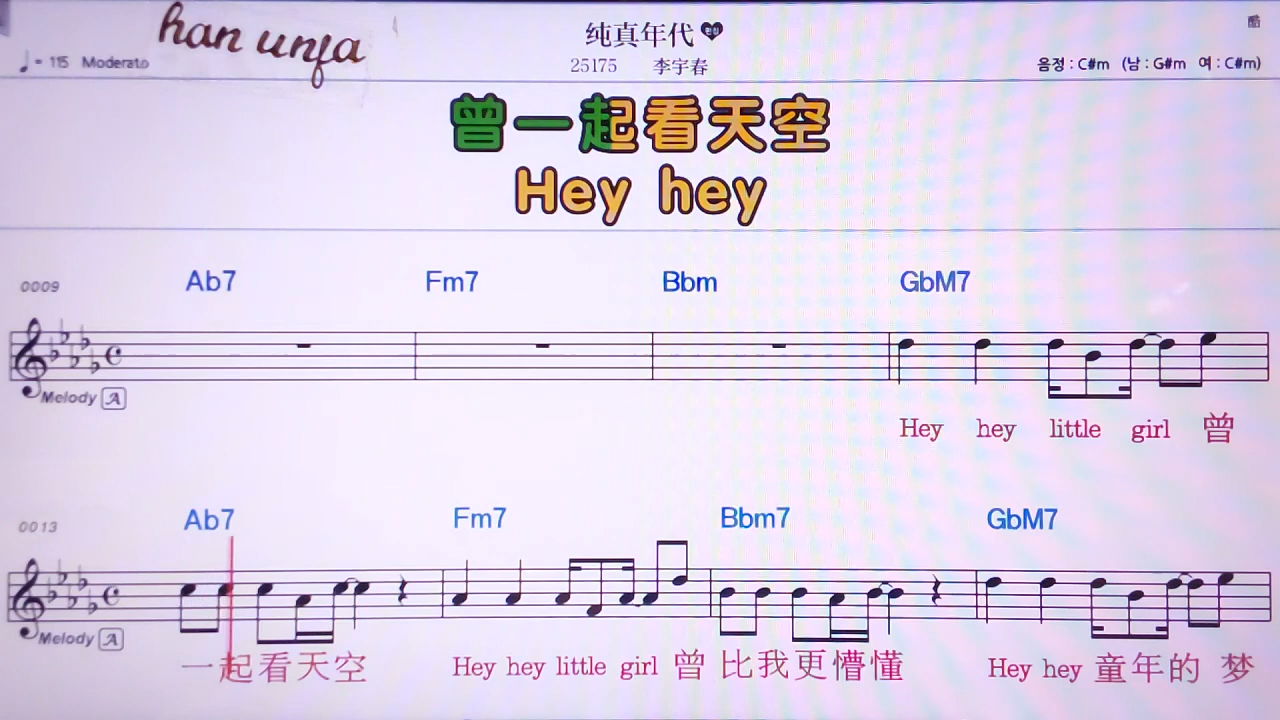 han unfa
纯真年代
♩= 115 Moderato
25175 李宇春
음정 : C#m (남 : G#m 여 : C#m)
曾一起看天空
Hey hey
0009 Ab7 Fm7 Bbm GbM7
Melody A
Hey hey little girl 曾
0013 Ab7 Fm7 Bbm7 GbM7
Melody A
一起看天空 Hey hey little girl 曾 比我更懵懂 Hey hey 童年的 梦